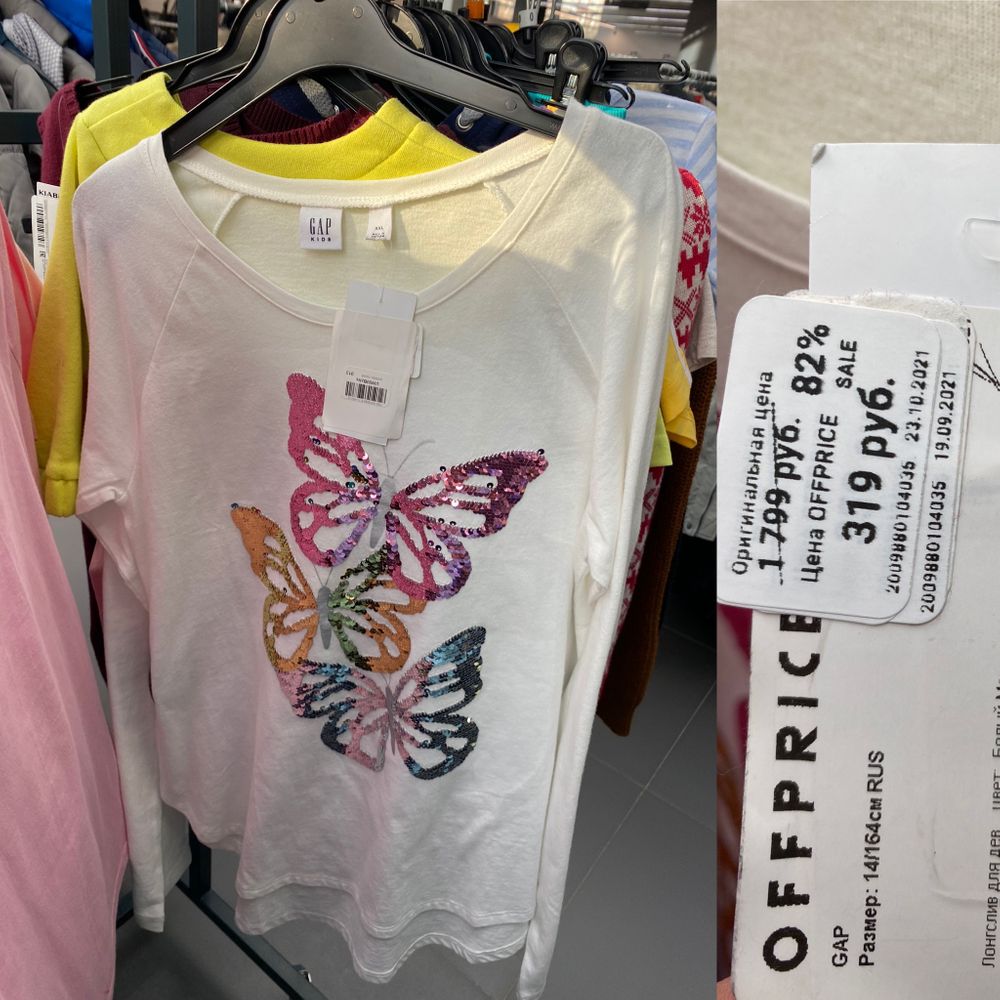 GAP
KIDS
XXL
KIAB
Оригинальная цена
1 799 руб. 82%
Цена OFFPRICE SALE
319 руб.
2009880104035 23.10.2021
2009880104035 19.09.2021
OFFPRICE
GAP
Размер: 14/164см RUS
Лонгслив для дев
Цвет